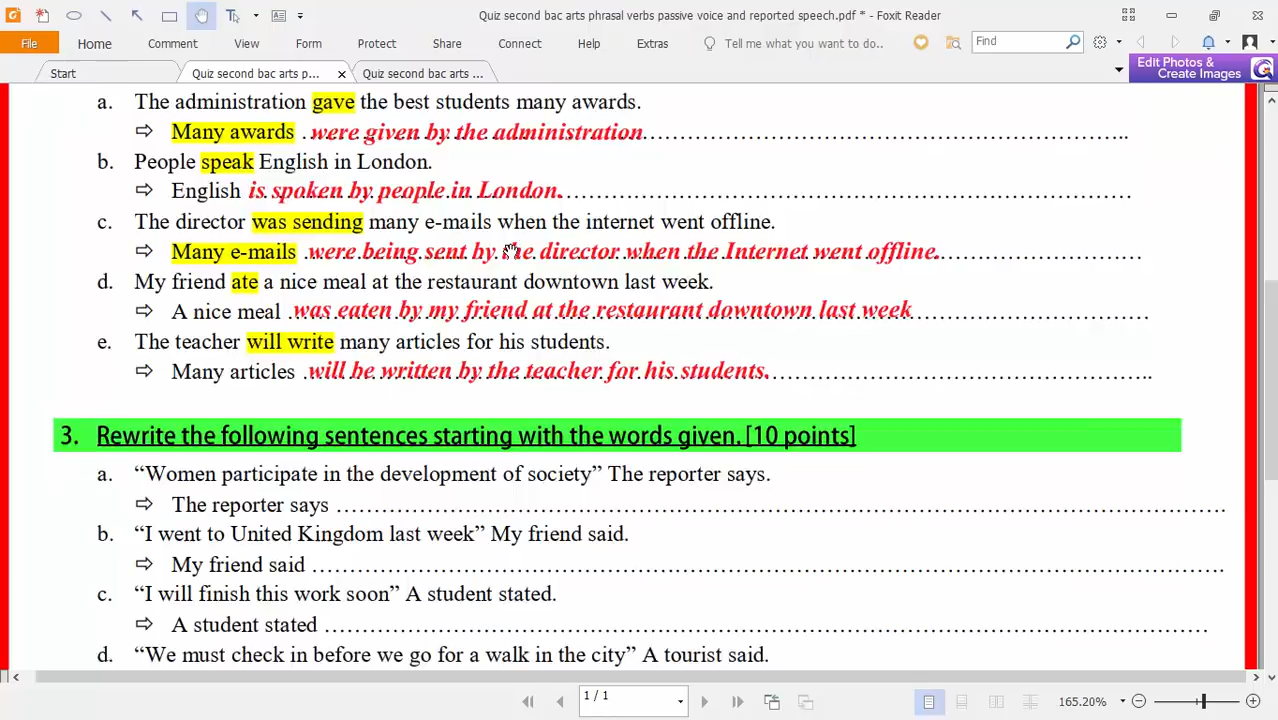 Quiz second bac arts phrasal verbs passive voice and reported speech.pdf * - Foxit Reader
File Home Comment View Form Protect Share Connect Help Extras Tell me what you want to do.. Find
Start Quiz second bac arts p... Quiz second bac arts ... Edit Photos & Create Images
a. The administration gave the best students many awards.
⇨ Many awards were given by the administration……………………………………………..
b. People speak English in London.
⇨ English is spoken by people in London.……………………………………………………
c. The director was sending many e-mails when the internet went offline.
⇨ Many e-mails were being sent by the director when the Internet went offline.………………
d. My friend ate a nice meal at the restaurant downtown last week.
⇨ A nice meal was eaten by my friend at the restaurant downtown last week…………………
e. The teacher will write many articles for his students.
⇨ Many articles will be written by the teacher for his students.………………………………..
3. Rewrite the following sentences starting with the words given. [10 points]
a. “Women participate in the development of society” The reporter says.
⇨ The reporter says ……………………………………………………………………………….
b. “I went to United Kingdom last week” My friend said.
⇨ My friend said ………………………………………………………………………………….
c. “I will finish this work soon” A student stated.
⇨ A student stated ………………………………………………………………………………
d. “We must check in before we go for a walk in the city” A tourist said.
1 / 1 165.20%